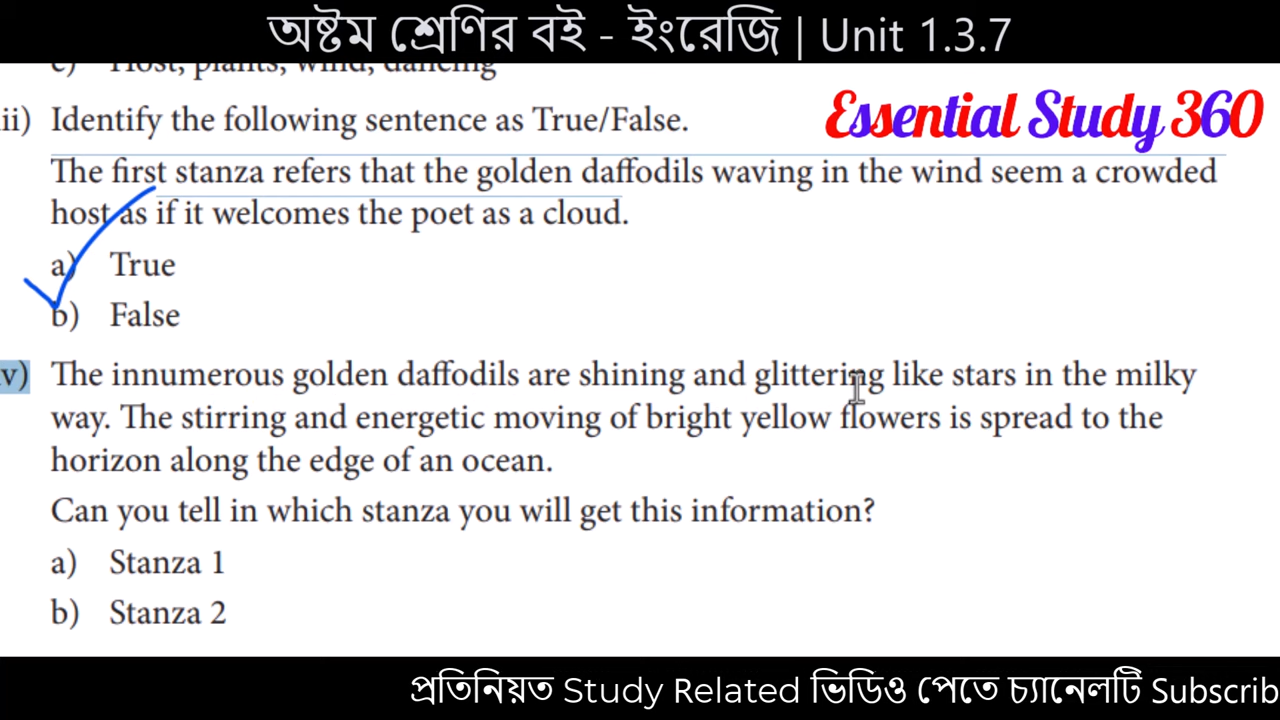 অষ্টম শ্রেণির বই - ইংরেজি | Unit 1.3.7
c) Host, plants, wind, dancing
ii) Identify the following sentence as True/False.
Essential Study 360
The first stanza refers that the golden daffodils waving in the wind seem a crowded
host as if it welcomes the poet as a cloud.
a) True
b) False
v) The innumerous golden daffodils are shining and glittering like stars in the milky
way. The stirring and energetic moving of bright yellow flowers is spread to the
horizon along the edge of an ocean.
Can you tell in which stanza you will get this information?
a) Stanza 1
b) Stanza 2
প্রতিনিয়ত Study Related ভিডিও পেতে চ্যানেলটি Subscrib